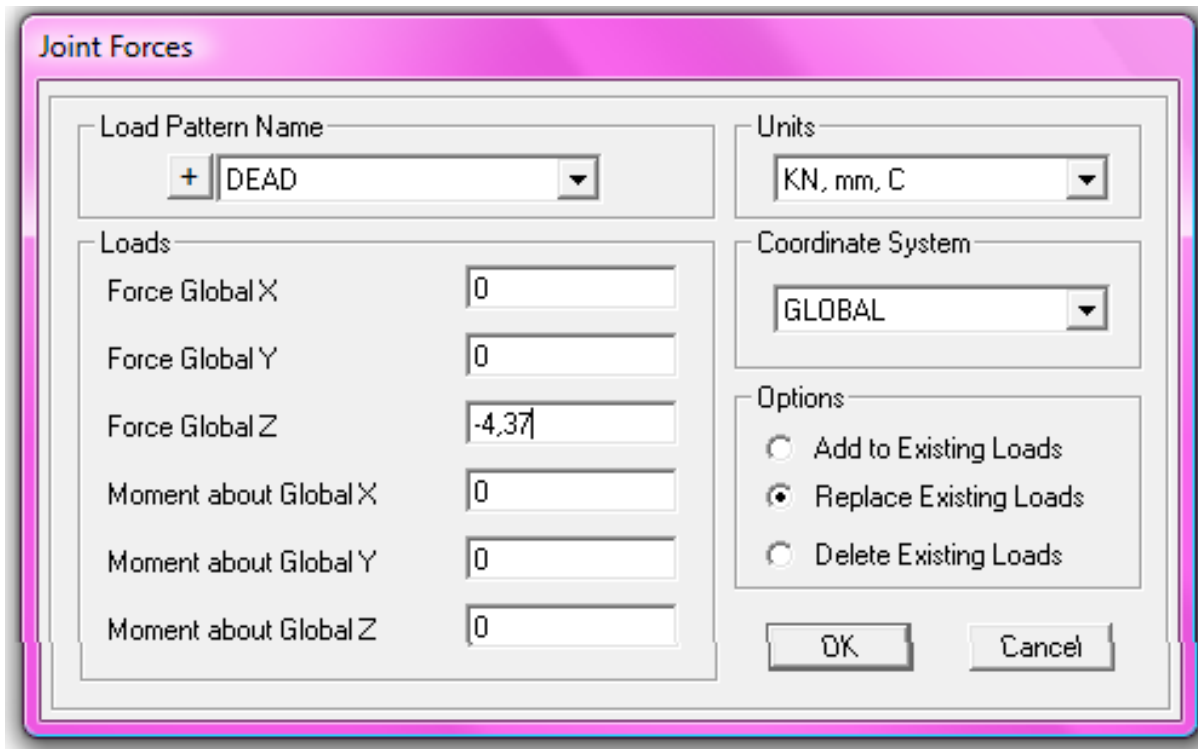 Joint Forces
Load Pattern Name
+ DEAD
Units
KN, mm, C
Loads
Force Global X 0
Force Global Y 0
Force Global Z -4,37
Moment about Global X 0
Moment about Global Y 0
Moment about Global Z 0
Coordinate System
GLOBAL
Options
Add to Existing Loads
Replace Existing Loads
Delete Existing Loads
OK Cancel